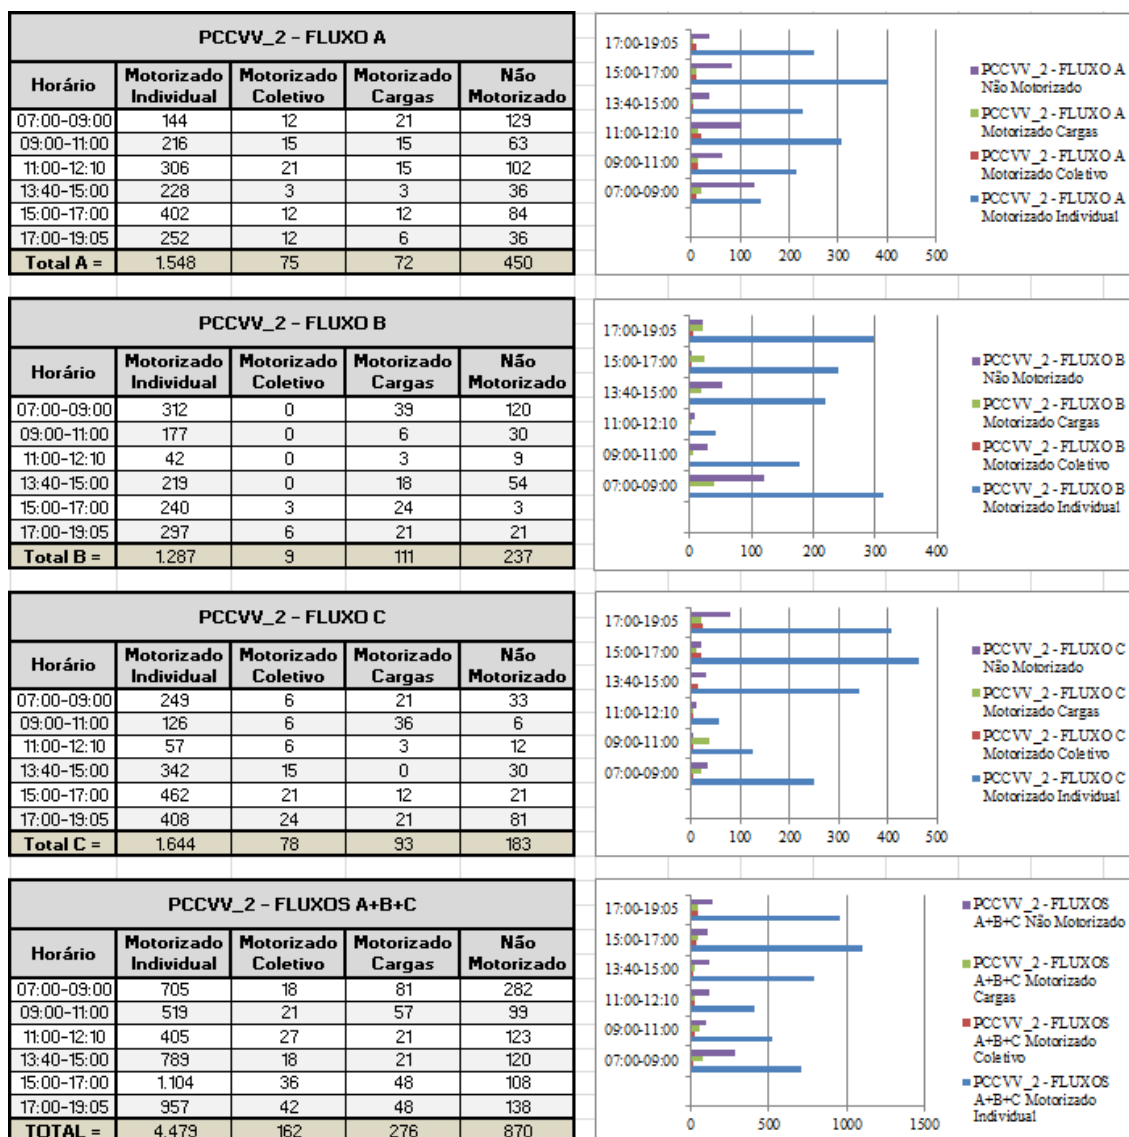 PCCVV_2 - FLUXO A
Horário Motorizado Individual Motorizado Coletivo Motorizado Cargas Não Motorizado
07:00-09:00 144 12 21 129
09:00-11:00 216 15 15 63
11:00-12:10 306 21 15 102
13:40-15:00 228 3 3 36
15:00-17:00 402 12 12 84
17:00-19:05 252 12 6 36
Total A = 1.548 75 72 450
17:00-19:05
15:00-17:00
13:40-15:00
11:00-12:10
09:00-11:00
07:00-09:00
0 100 200 300 400 500
PCCVV_2 - FLUXO A
Não Motorizado
PCCVV_2 - FLUXO A
Motorizado Cargas
PCCVV_2 - FLUXO A
Motorizado Coletivo
PCCVV_2 - FLUXO A
Motorizado Individual
PCCVV_2 - FLUXO B
Horário Motorizado Individual Motorizado Coletivo Motorizado Cargas Não Motorizado
07:00-09:00 312 0 39 120
09:00-11:00 177 0 6 30
11:00-12:10 42 0 3 9
13:40-15:00 219 0 18 54
15:00-17:00 240 3 24 3
17:00-19:05 297 6 21 21
Total B = 1.287 9 111 237
17:00-19:05
15:00-17:00
13:40-15:00
11:00-12:10
09:00-11:00
07:00-09:00
0 100 200 300 400
PCCVV_2 - FLUXO B
Não Motorizado
PCCVV_2 - FLUXO B
Motorizado Cargas
PCCVV_2 - FLUXO B
Motorizado Coletivo
PCCVV_2 - FLUXO B
Motorizado Individual
PCCVV_2 - FLUXO C
Horário Motorizado Individual Motorizado Coletivo Motorizado Cargas Não Motorizado
07:00-09:00 249 6 21 33
09:00-11:00 126 6 36 6
11:00-12:10 57 6 3 12
13:40-15:00 342 15 0 30
15:00-17:00 462 21 12 21
17:00-19:05 408 24 21 81
Total C = 1.644 78 93 183
17:00-19:05
15:00-17:00
13:40-15:00
11:00-12:10
09:00-11:00
07:00-09:00
0 100 200 300 400 500
PCCVV_2 - FLUXO C
Não Motorizado
PCCVV_2 - FLUXO C
Motorizado Cargas
PCCVV_2 - FLUXO C
Motorizado Coletivo
PCCVV_2 - FLUXO C
Motorizado Individual
PCCVV_2 - FLUXOS A+B+C
Horário Motorizado Individual Motorizado Coletivo Motorizado Cargas Não Motorizado
07:00-09:00 705 18 81 282
09:00-11:00 519 21 57 99
11:00-12:10 405 27 21 123
13:40-15:00 789 18 21 120
15:00-17:00 1.104 36 48 108
17:00-19:05 957 42 48 138
TOTAL = 4.479 162 276 870
17:00-19:05
15:00-17:00
13:40-15:00
11:00-12:10
09:00-11:00
07:00-09:00
0 500 1000 1500
PCCVV_2 - FLUXOS
A+B+C Não Motorizado
PCCVV_2 - FLUXOS
A+B+C Motorizado
Cargas
PCCVV_2 - FLUXOS
A+B+C Motorizado
Coletivo
PCCVV_2 - FLUXOS
A+B+C Motorizado
Individual